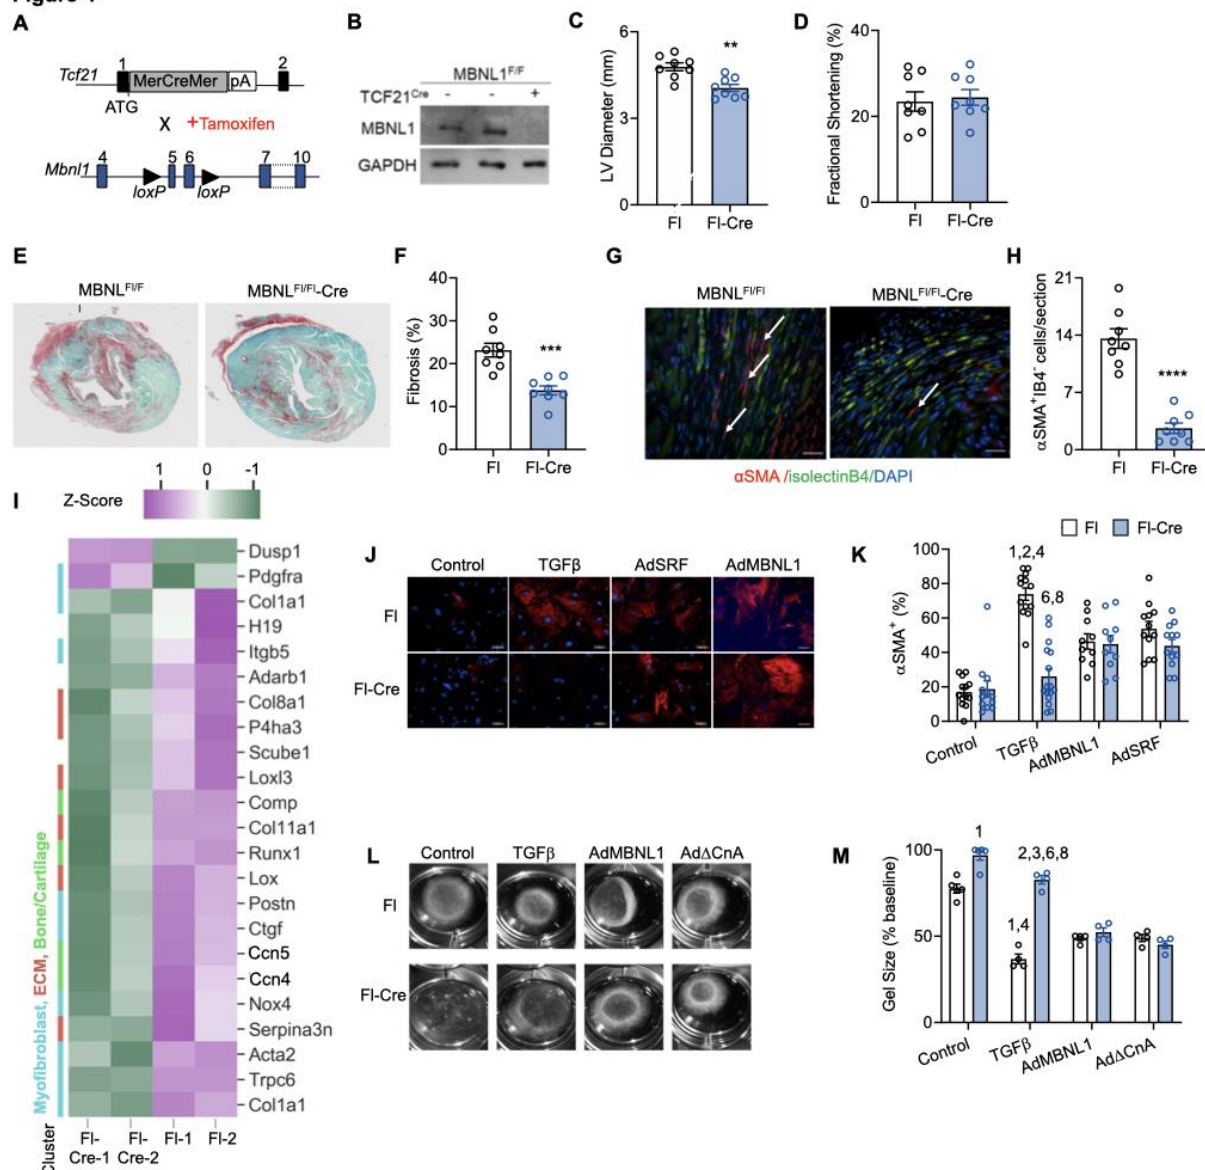 A
B
C
D
Tcf21
1
2
MerCreMer
pA
ATG
X
+Tamoxifen
Mbnl1
4
5
6
7
10
loxP
loxP
MBNL1F/F
TCF21Cre
-
-
+
MBNL1
GAPDH
LV Diameter (mm)
6
3
0
**
Fl
Fl-Cre
Fractional Shortening (%)
40
20
0
Fl
Fl-Cre
E
F
G
H
MBNLFl/F
l
MBNLFl/Fl-Cre
Fibrosis (%)
40
30
20
10
0
***
Fl
Fl-Cre
MBNLFl/Fl
MBNLFl/Fl-Cre
αSMA /isolectinB4/DAPI
αSMA+IB4- cells/section
21
14
7
0
****
Fl
Fl-Cre
I
Z-Score
1
0
-1
Dusp1
Pdgfra
Col1a1
H19
Itgb5
Adarb1
Col8a1
P4ha3
Scube1
Loxl3
Comp
Col11a1
Runx1
Lox
Postn
Ctgf
Ccn5
Ccn4
Nox4
Serpina3n
Acta2
Trpc6
Col1a1
Myofibroblast, ECM, Bone/Cartilage
Cluster
Fl-
Cre-1
Fl-
Cre-2
Fl-1
Fl-2
J
Control
TGFβ
AdSRF
AdMBNL1
Fl
Fl-Cre
K
Fl
Fl-Cre
αSMA+ (%)
100
80
60
40
20
0
1,2,4
6,8
Control
TGFβ
AdMBNL1
AdSRF
L
Control
TGFβ
AdMBNL1
AdΔCnA
Fl
Fl-Cre
M
Gel Size (% baseline)
100
50
0
1
1,4
2,3,6,8
Control
TGFβ
AdMBNL1
AdΔCnA